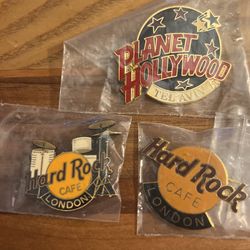 PLANET
HOLLYWOOD
TEL AVIV
Hard Rock
CAFE
LONDON
Hard Rock
CAFE
LONDON